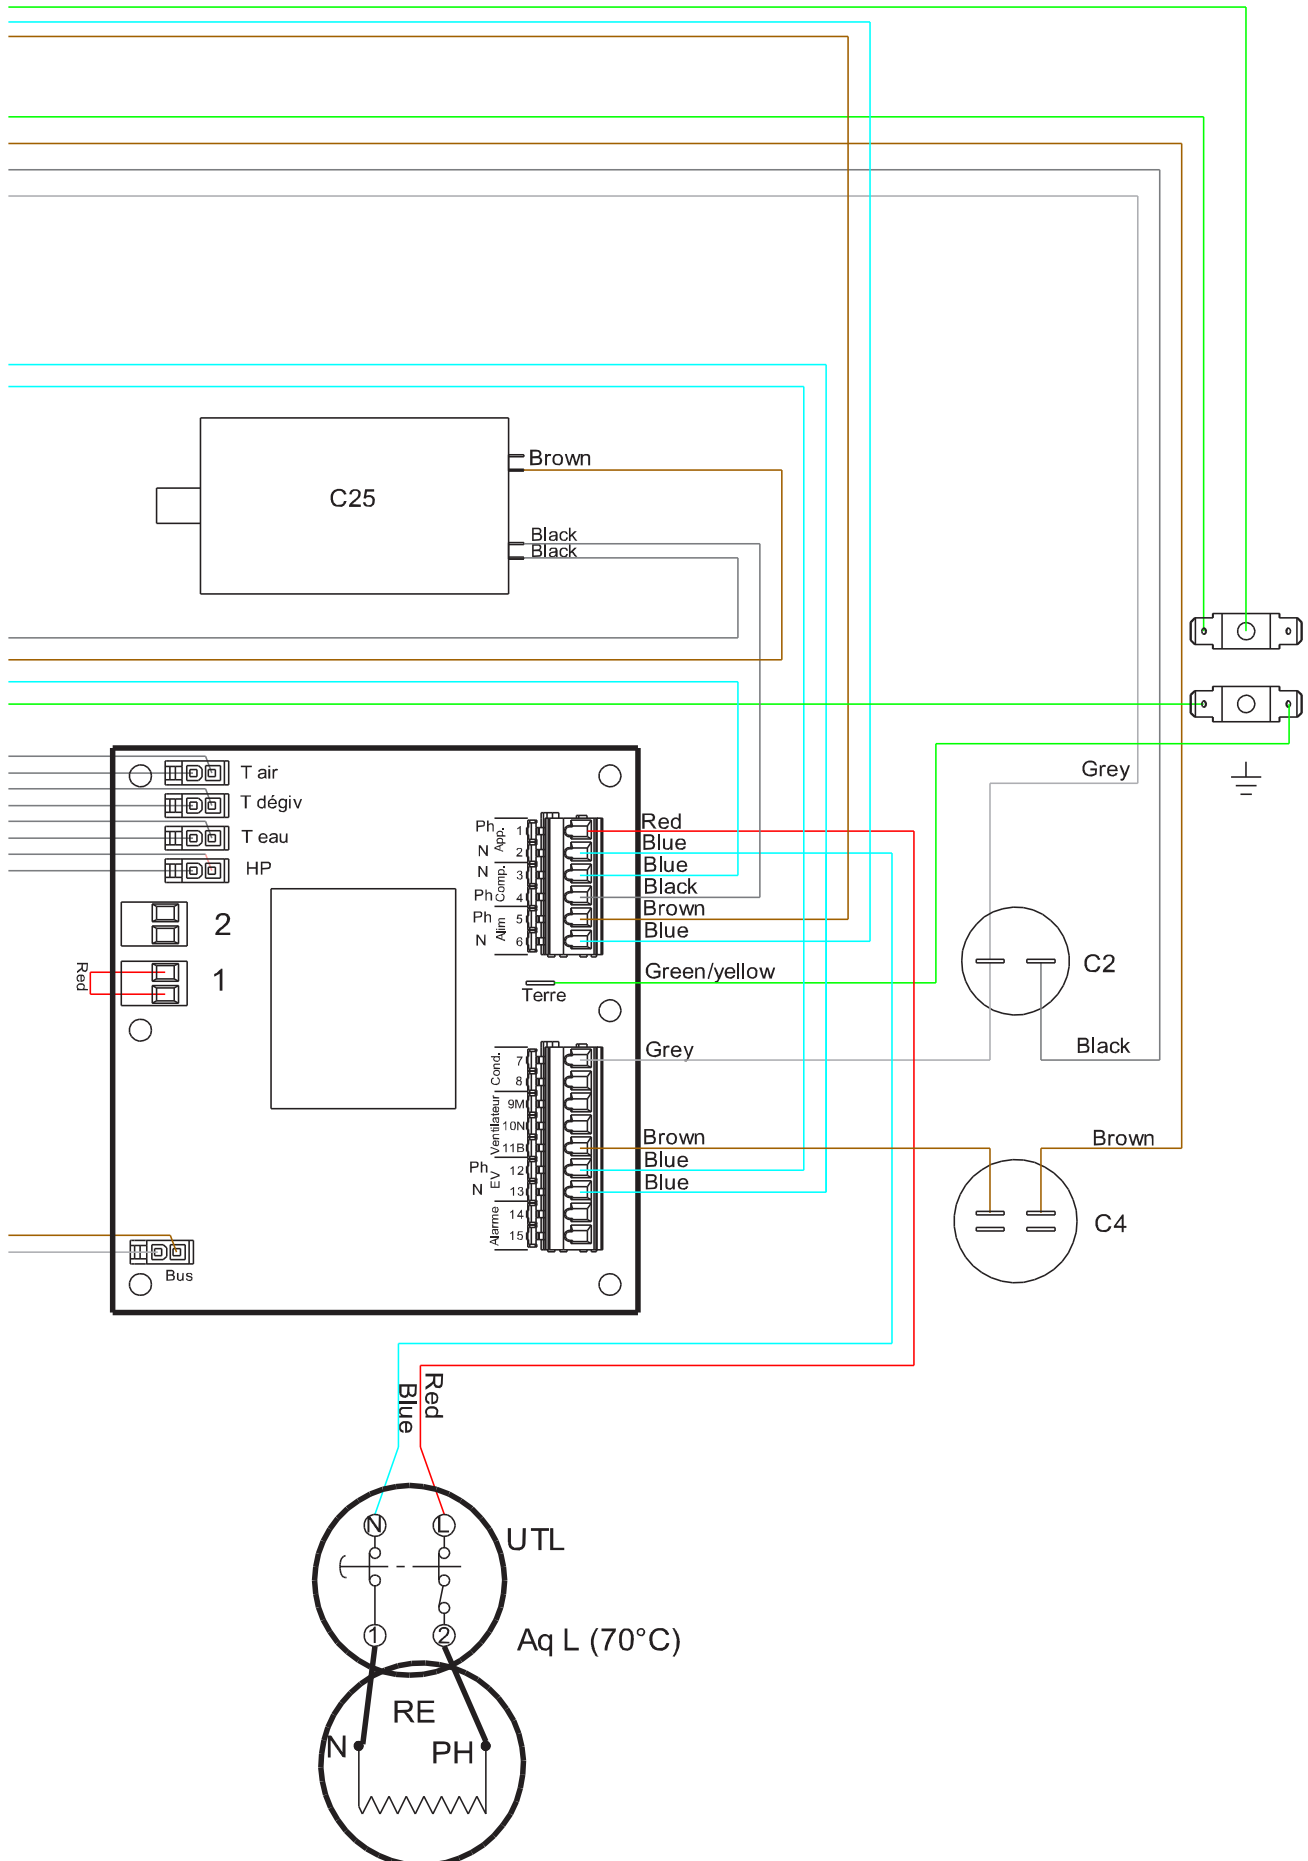 Brown
C25
Black
Black
T air
T dégiv
T eau
HP
2
1
Red
Bus
Ph
N
N
Ph
Ph
N
App.
Comp.
Alim
1
2
3
4
5
6
Red
Blue
Blue
Black
Brown
Blue
Green/yellow
Terre
Grey
Grey
C2
Black
Cond.
Ventilateur
EV
Alarme
Ph
N
7
8
9M
10N
11B
12
13
14
15
Brown
Blue
Blue
Brown
C4
Blue
Red
N
L
UTL
1
2
Aq L (70°C)
RE
N
PH